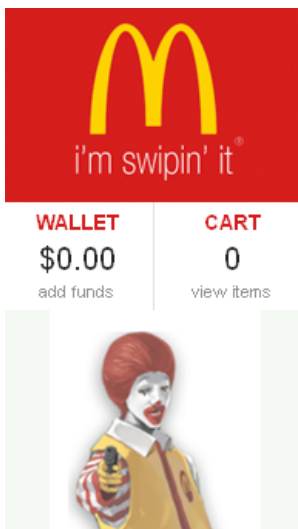 i'm swipin' it®
WALLET
CART
$0.00
0
add funds
view items